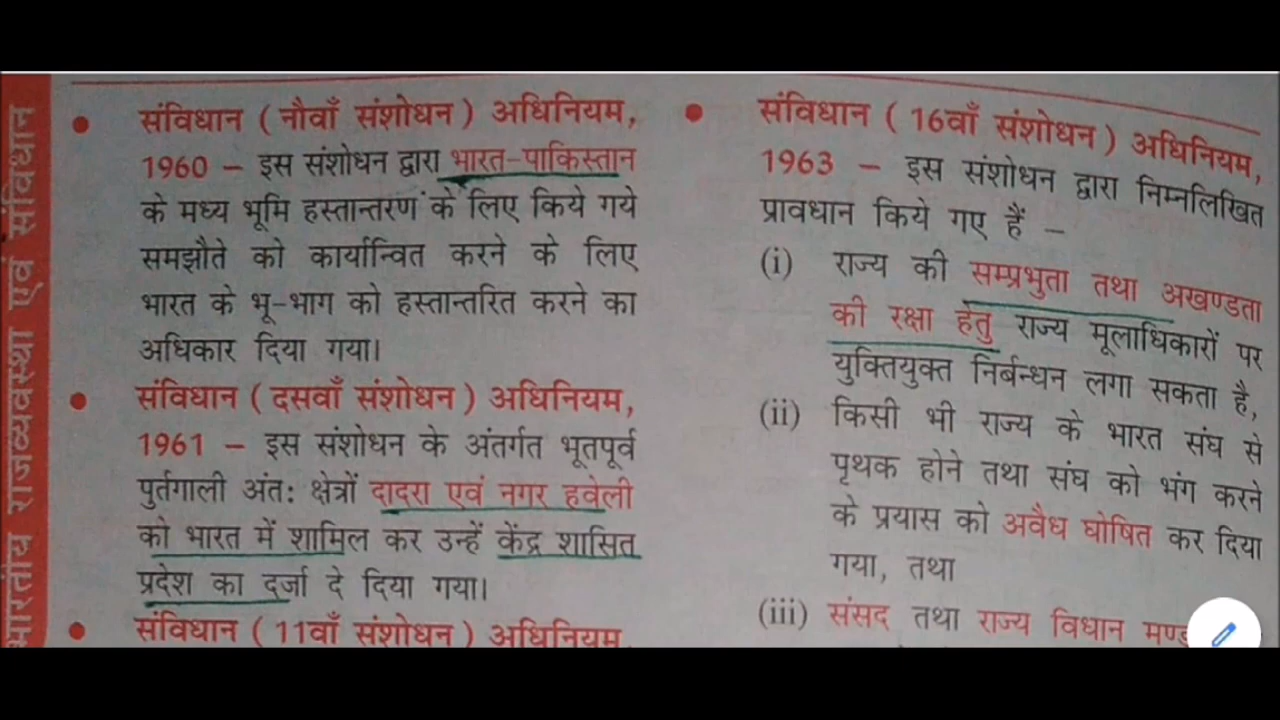 भारतीय राजव्यवस्था एवं संविधान
• संविधान ( नौवाँ संशोधन ) अधिनियम,
1960 – इस संशोधन द्वारा भारत-पाकिस्तान
के मध्य भूमि हस्तान्तरण के लिए किये गये
समझौते को कार्यान्वित करने के लिए
भारत के भू-भाग को हस्तान्तरित करने का
अधिकार दिया गया।
• संविधान ( दसवाँ संशोधन ) अधिनियम,
1961 – इस संशोधन के अंतर्गत भूतपूर्व
पुर्तगाली अंत: क्षेत्रों दादरा एवं नगर हवेली
को भारत में शामिल कर उन्हें केंद्र शासित
प्रदेश का दर्जा दे दिया गया।
• संविधान ( 11वाँ संशोधन ) अधिनियम,
• संविधान ( 16वाँ संशोधन ) अधिनियम,
1963 – इस संशोधन द्वारा निम्नलिखित
प्रावधान किये गए हैं –
(i) राज्य की सम्प्रभुता तथा अखण्डता
की रक्षा हेतु राज्य मूलाधिकारों पर
युक्तियुक्त निर्बन्धन लगा सकता है,
(ii) किसी भी राज्य के भारत संघ से
पृथक होने तथा संघ को भंग करने
के प्रयास को अवैध घोषित कर दिया
गया, तथा
(iii) संसद तथा राज्य विधान